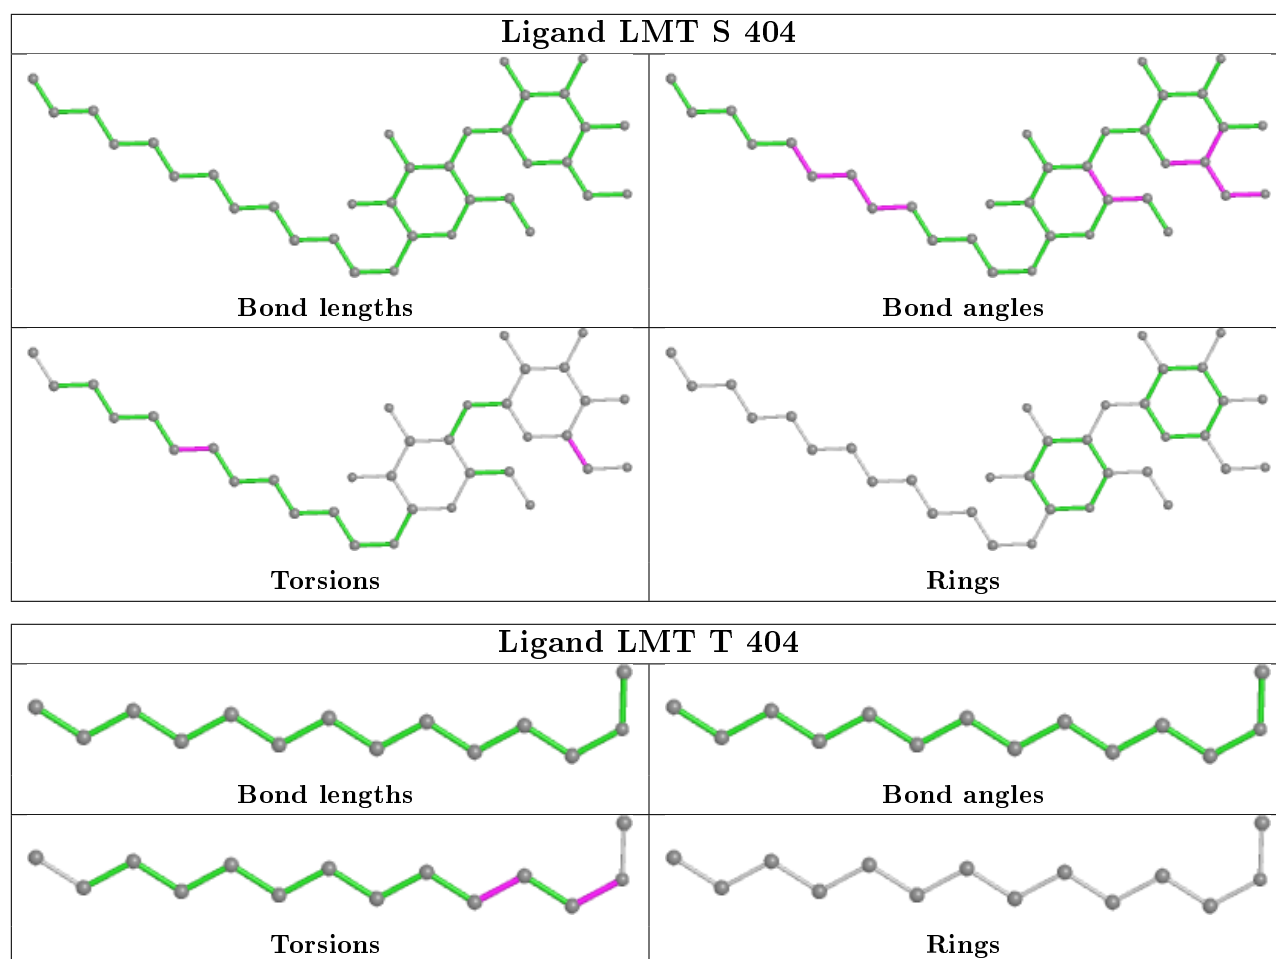 Ligand LMT S 404
Bond lengths
Bond angles
Torsions
Rings
Ligand LMT T 404
Bond lengths
Bond angles
Torsions
Rings